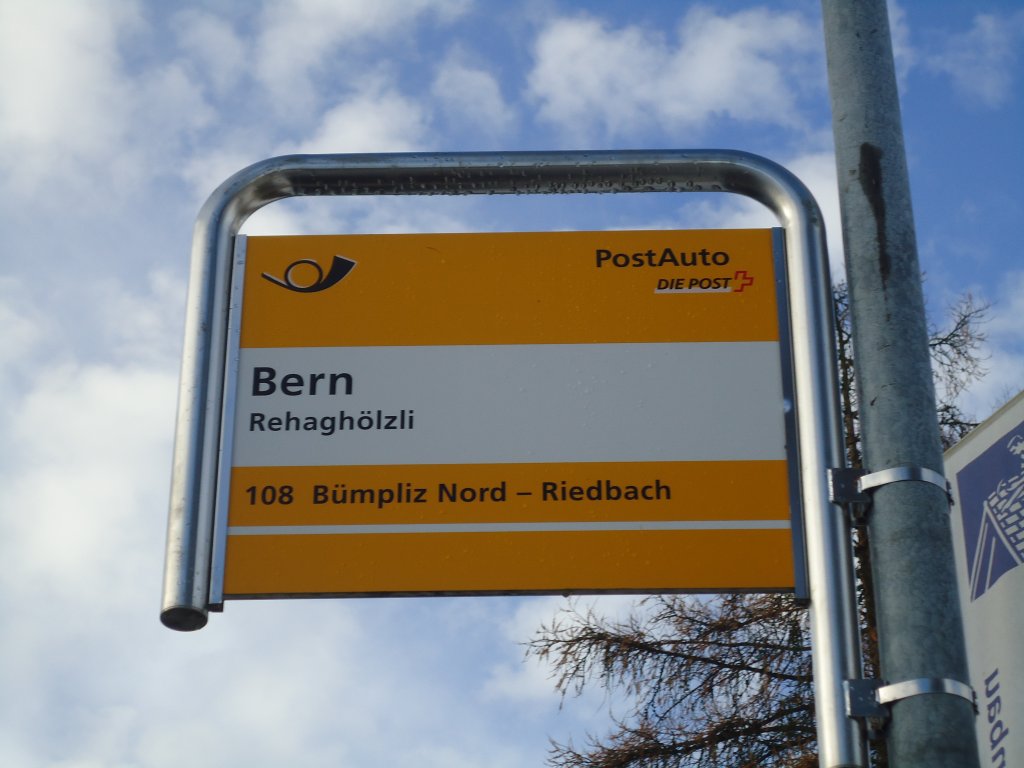 PostAuto
DIE POST
Bern
Rehaghölzli
108 Bümpliz Nord – Riedbach